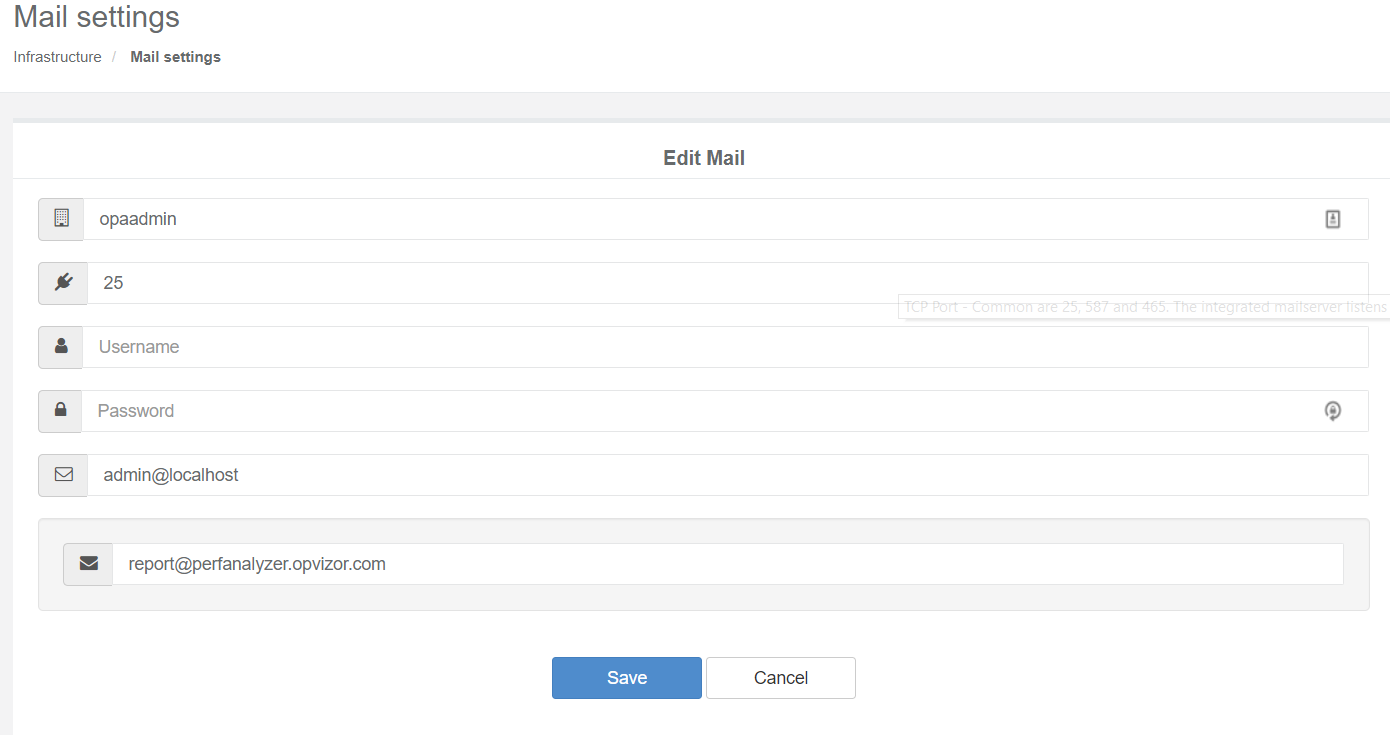 Mail settings
Infrastructure / Mail settings
Edit Mail
opaadmin
25
TCP Port - Common are 25, 587 and 465. The integrated mailserver listens
Username
Password
admin@localhost
report@perfanalyzer.opvizor.com
Save Cancel